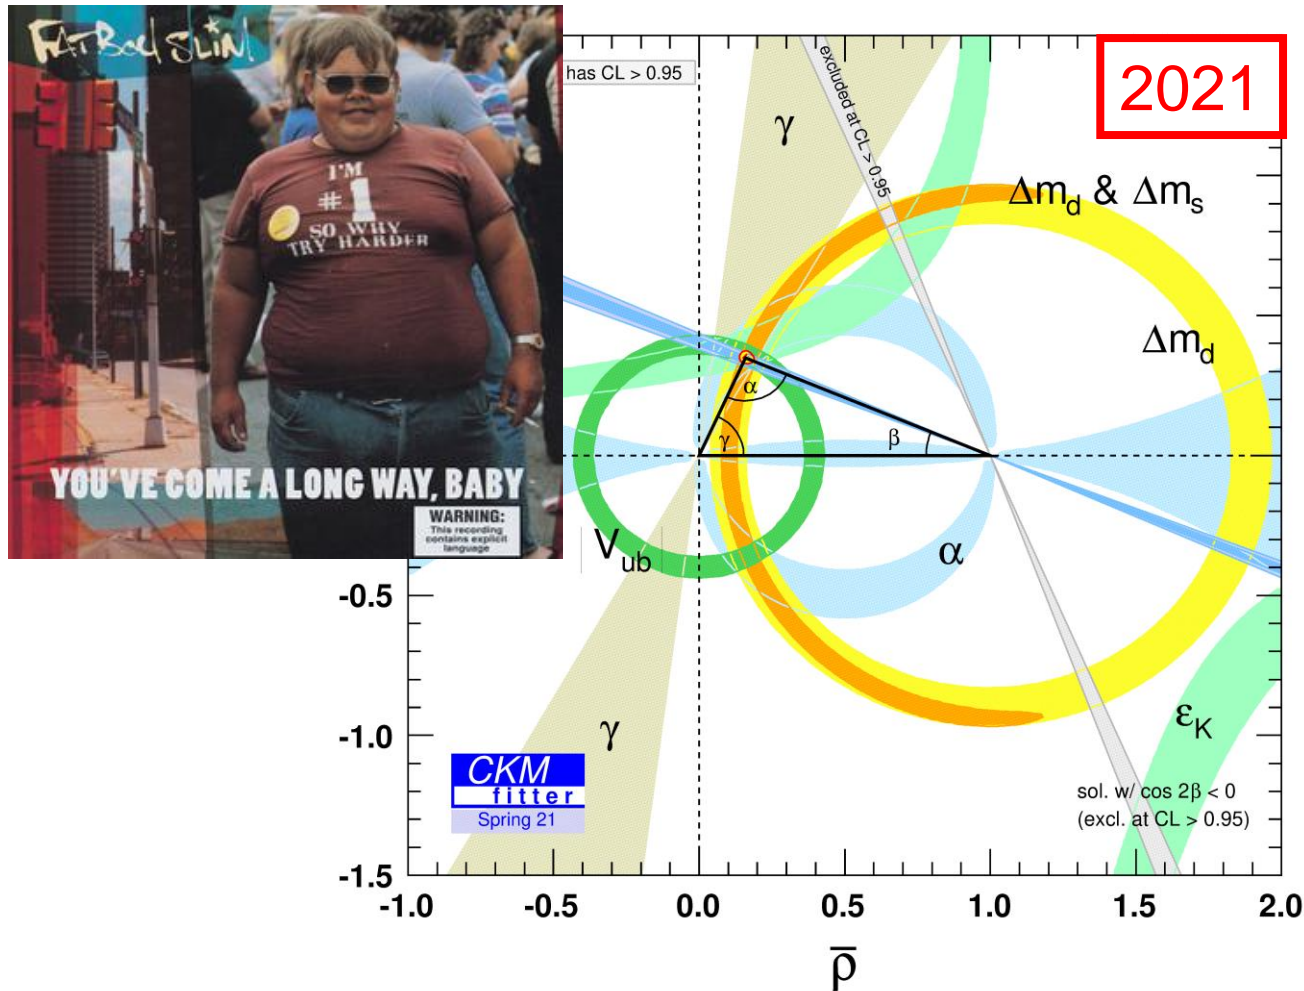 FATBOY SLIM
I'M
#1
SO WHY
TRY HARDER
YOU'VE COME A LONG WAY, BABY
WARNING:
This recording
contains explicit
language
has CL > 0.95
excluded at CL > 0.95
2021
γ
Δm_d & Δm_s
Δm_d
α
γ
β
V_ub
α
-0.5
-1.0
-1.5
γ
ε_K
CKM
fitter
Spring 21
sol. w/ cos 2β < 0
(excl. at CL > 0.95)
-1.0 -0.5 0.0 0.5 1.0 1.5 2.0
ρ̅